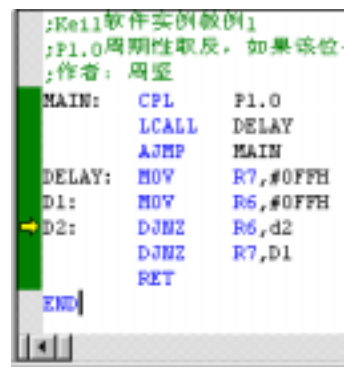 ;Keil软件实例教例1
;P1.0周期性取反，如果该位
;作者：周坚
MAIN: CPL P1.0
LCALL DELAY
AJMP MAIN
DELAY: MOV R7,#0FFH
D1: MOV R6,#0FFH
D2: DJNZ R6,d2
DJNZ R7,D1
RET
END